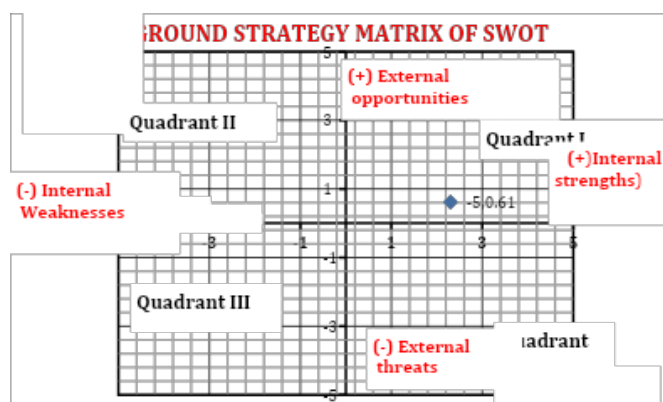 GROUND STRATEGY MATRIX OF SWOT
5
(+) External
opportunities
3
Quadrant II
Quadrant I
(+)Internal
strengths)
(-) Internal
Weaknesses
1
-5,0.61
-3
-1
1
3
5
-1
Quadrant III
-3
(-) External
threats
-5